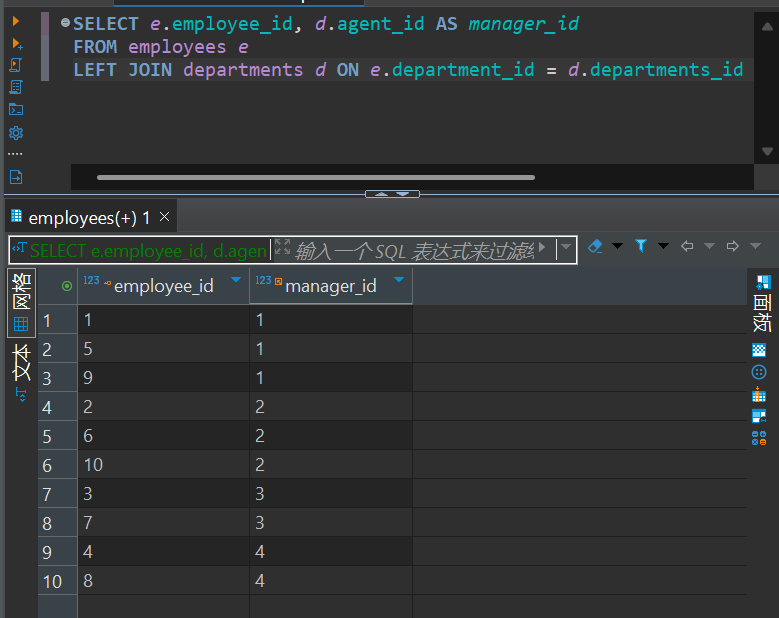 SELECT e.employee_id, d.agent_id AS manager_id
FROM employees e
LEFT JOIN departments d ON e.department_id = d.departments_id
employees(+) 1
SELECT e.employee_id, d.agen
输入一个 SQL 表达式来过滤
网格
文本
面板
123 employee_id 123 manager_id
1 1 1
2 5 1
3 9 1
4 2 2
5 6 2
6 10 2
7 3 3
8 7 3
9 4 4
10 8 4